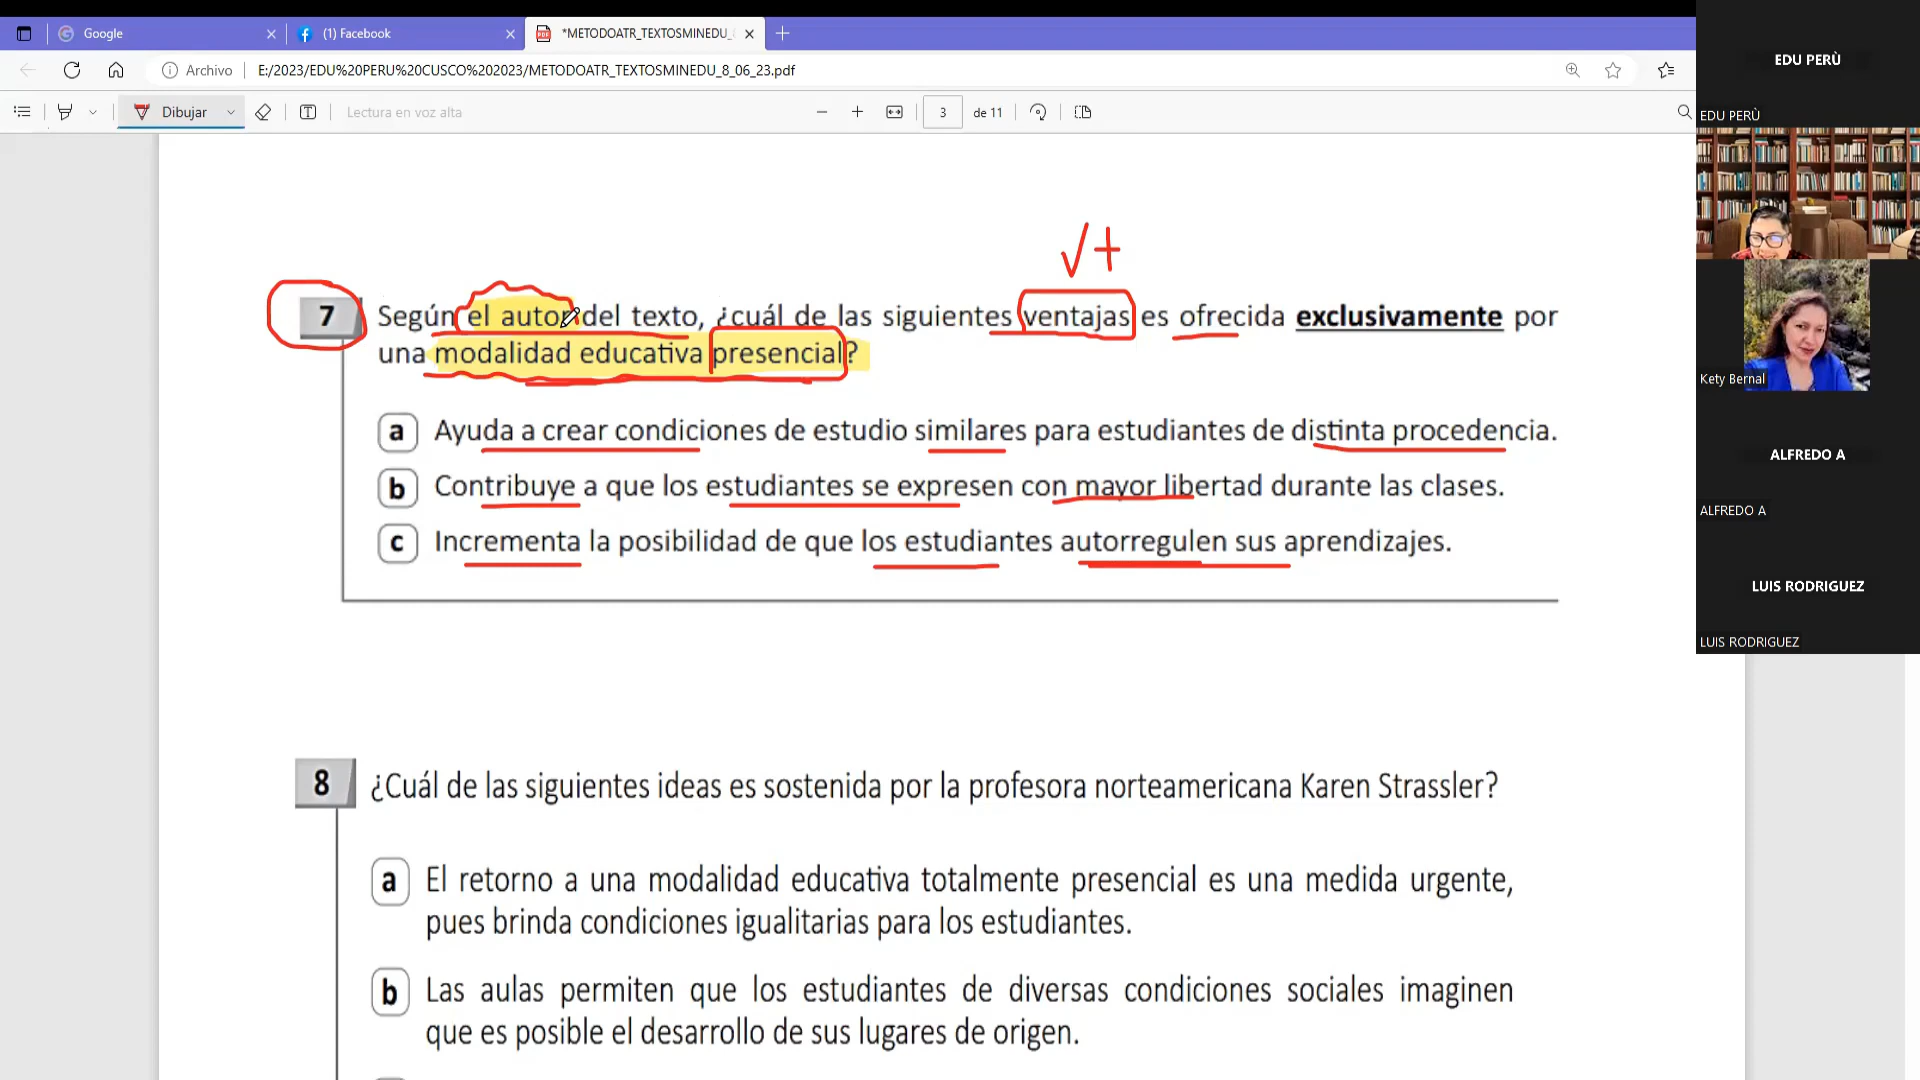 Google
(1) Facebook
*METODOATR_TEXTOSMINEDU_
Archivo
E:/2023/EDU%20PERU%20CUSCO%202023/METODOATR_TEXTOSMINEDU_8_06_23.pdf
Dibujar
Lectura en voz alta
3 de 11
√+
7 Según el autor del texto, ¿cuál de las siguientes ventajas es ofrecida exclusivamente por
una modalidad educativa presencial?
a Ayuda a crear condiciones de estudio similares para estudiantes de distinta procedencia.
b Contribuye a que los estudiantes se expresen con mayor libertad durante las clases.
c Incrementa la posibilidad de que los estudiantes autorregulen sus aprendizajes.
8 ¿Cuál de las siguientes ideas es sostenida por la profesora norteamericana Karen Strassler?
a El retorno a una modalidad educativa totalmente presencial es una medida urgente,
pues brinda condiciones igualitarias para los estudiantes.
b Las aulas permiten que los estudiantes de diversas condiciones sociales imaginen
que es posible el desarrollo de sus lugares de origen.
EDU PERÙ
EDU PERÙ
Kety Bernal
ALFREDO A
ALFREDO A
LUIS RODRIGUEZ
LUIS RODRIGUEZ